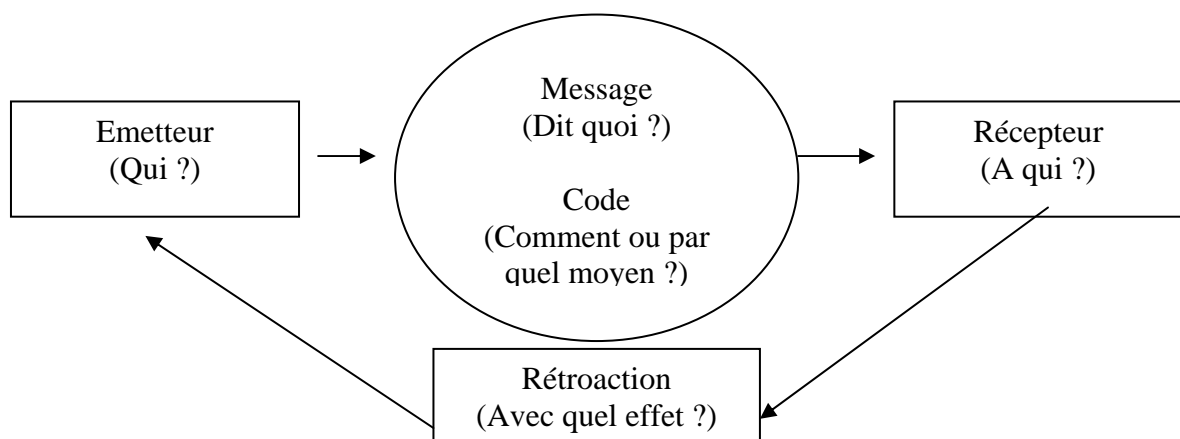 Emetteur
(Qui ?)
Message
(Dit quoi ?)
Code
(Comment ou par
quel moyen ?)
Récepteur
(A qui ?)
Rétroaction
(Avec quel effet ?)